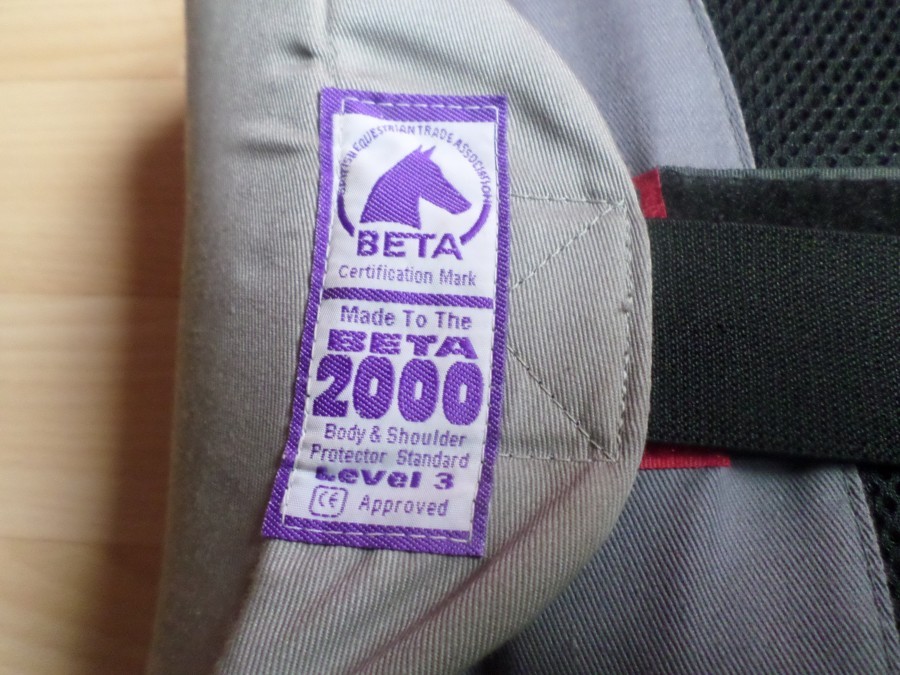 BRITISH EQUESTRIAN TRADE ASSOCIATION
BETA
Certification Mark
Made To The
BETA
2000
Body & Shoulder
Protector Standard
Level 3
CE Approved